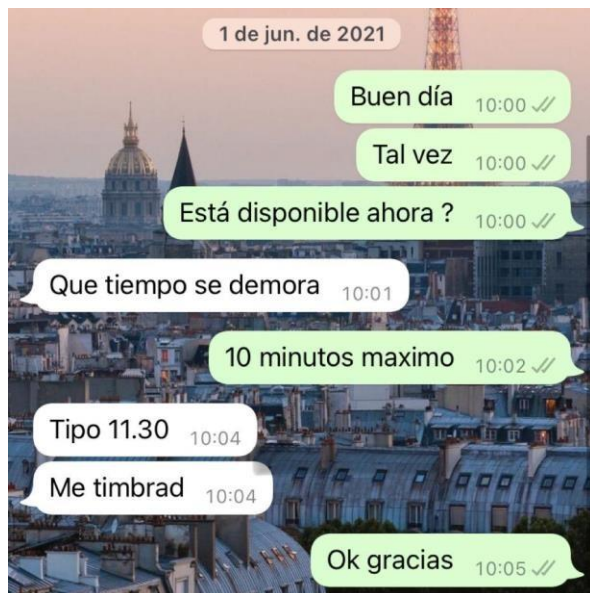 1 de jun. de 2021
Buen día 10:00
Tal vez 10:00
Está disponible ahora ? 10:00
Que tiempo se demora 10:01
10 minutos maximo 10:02
Tipo 11.30 10:04
Me timbrad 10:04
Ok gracias 10:05